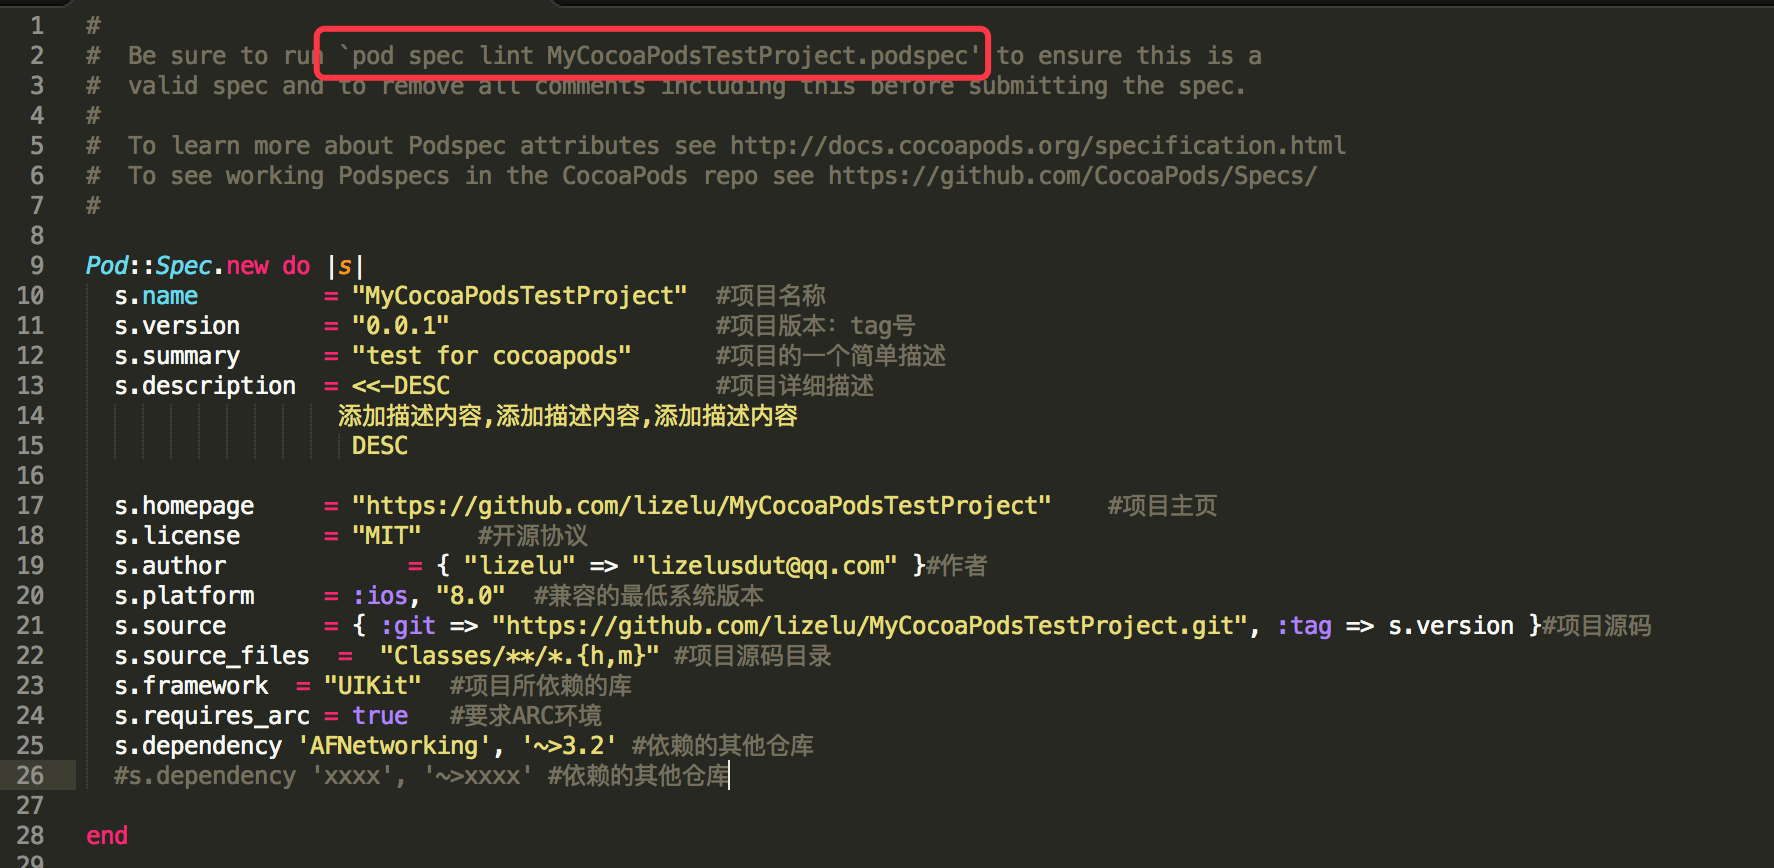 1 #
2 #  Be sure to run `pod spec lint MyCocoaPodsTestProject.podspec' to ensure this is a
3 #  valid spec and to remove all comments including this before submitting the spec.
4 #
5 #  To learn more about Podspec attributes see http://docs.cocoapods.org/specification.html
6 #  To see working Podspecs in the CocoaPods repo see https://github.com/CocoaPods/Specs/
7 #
8
9 Pod::Spec.new do |s|
10   s.name         = "MyCocoaPodsTestProject"  #项目名称
11   s.version      = "0.0.1"                   #项目版本：tag号
12   s.summary      = "test for cocoapods"      #项目的一个简单描述
13   s.description  = <<-DESC                   #项目详细描述
14                   添加描述内容,添加描述内容,添加描述内容
15                    DESC
16
17   s.homepage     = "https://github.com/lizelu/MyCocoaPodsTestProject"    #项目主页
18   s.license      = "MIT"    #开源协议
19   s.author             = { "lizelu" => "lizelusdut@qq.com" }#作者
20   s.platform     = :ios, "8.0"  #兼容的最低系统版本
21   s.source       = { :git => "https://github.com/lizelu/MyCocoaPodsTestProject.git", :tag => s.version }#项目源码
22   s.source_files  =  "Classes/**/*.{h,m}" #项目源码目录
23   s.framework  = "UIKit"  #项目所依赖的库
24   s.requires_arc = true   #要求ARC环境
25   s.dependency 'AFNetworking', '~>3.2' #依赖的其他仓库
26   #s.dependency 'xxxx', '~>xxxx' #依赖的其他仓库
27
28 end
29